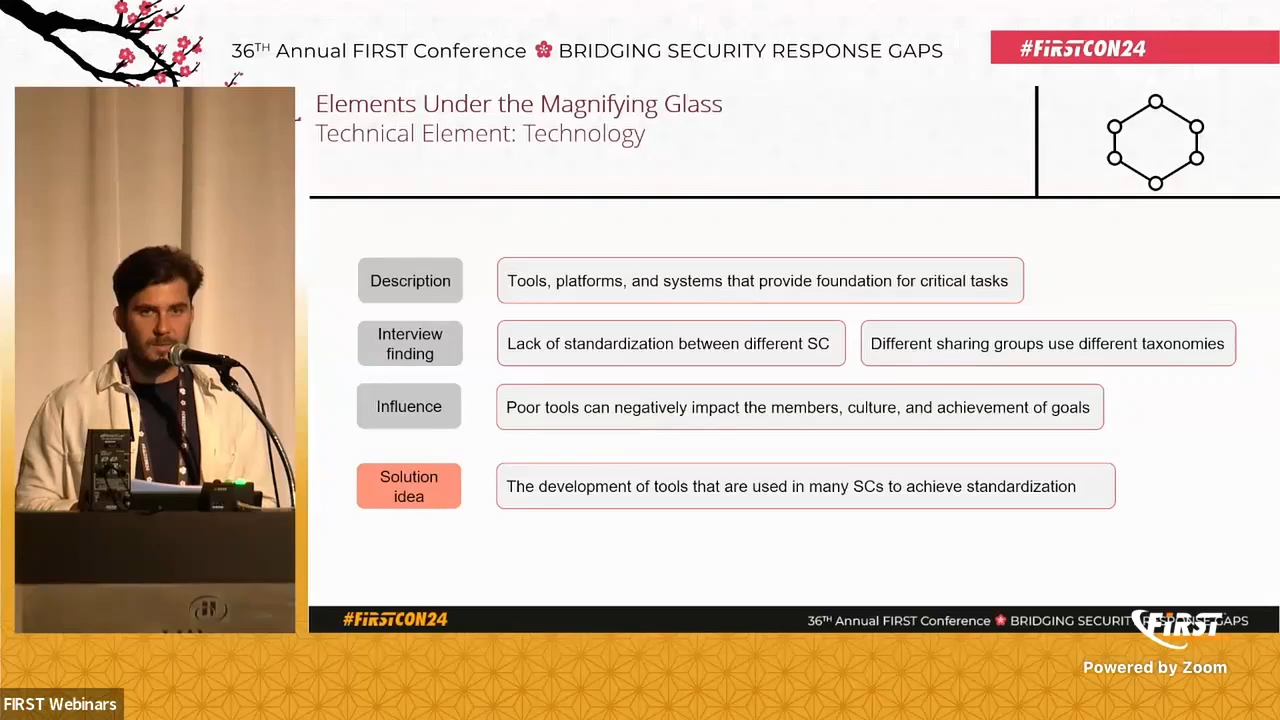 36TH Annual FIRST Conference BRIDGING SECURITY RESPONSE GAPS
#FiRSTCON24
Elements Under the Magnifying Glass
Technical Element: Technology
Description
Tools, platforms, and systems that provide foundation for critical tasks
Interview
finding
Lack of standardization between different SC
Different sharing groups use different taxonomies
Influence
Poor tools can negatively impact the members, culture, and achievement of goals
Solution
idea
The development of tools that are used in many SCs to achieve standardization
#FiRSTCON24
36TH Annual FIRST Conference BRIDGING SECURITY RESPONSE GAPS
FiRST
Powered by Zoom
FIRST Webinars